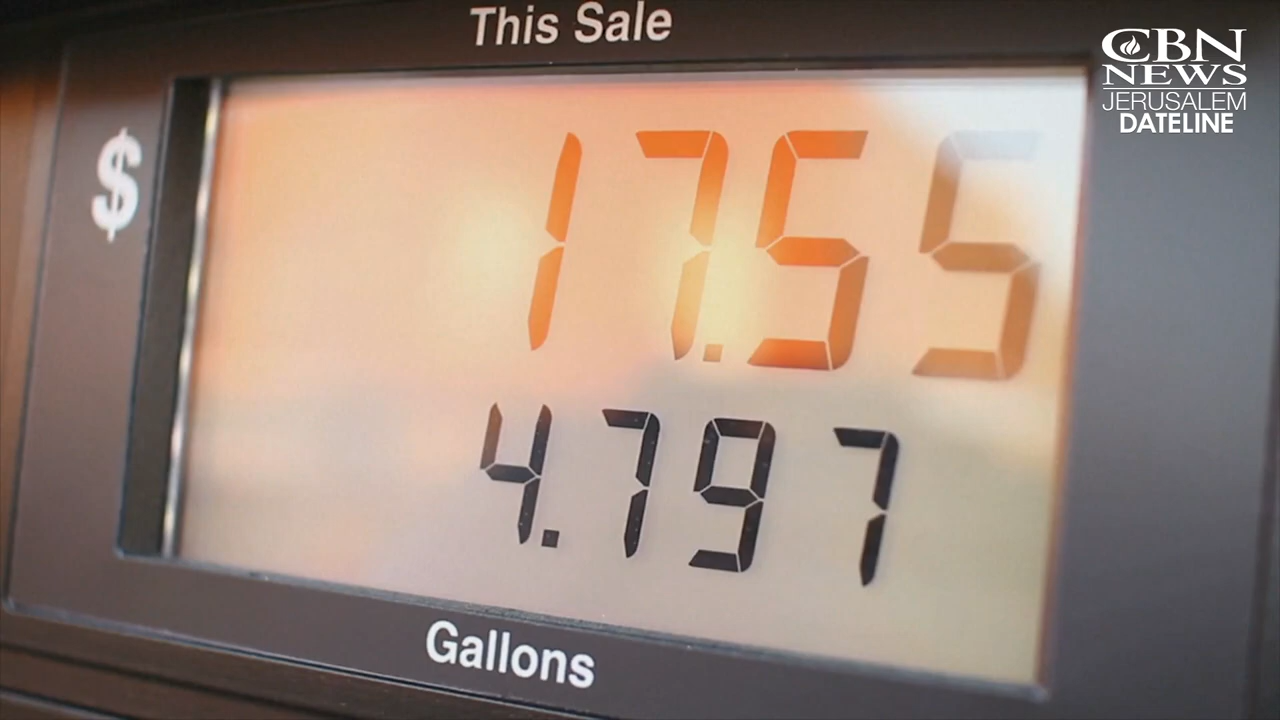 This Sale
CBN
NEWS
JERUSALEM
DATELINE
$
17.55
4.797
Gallons